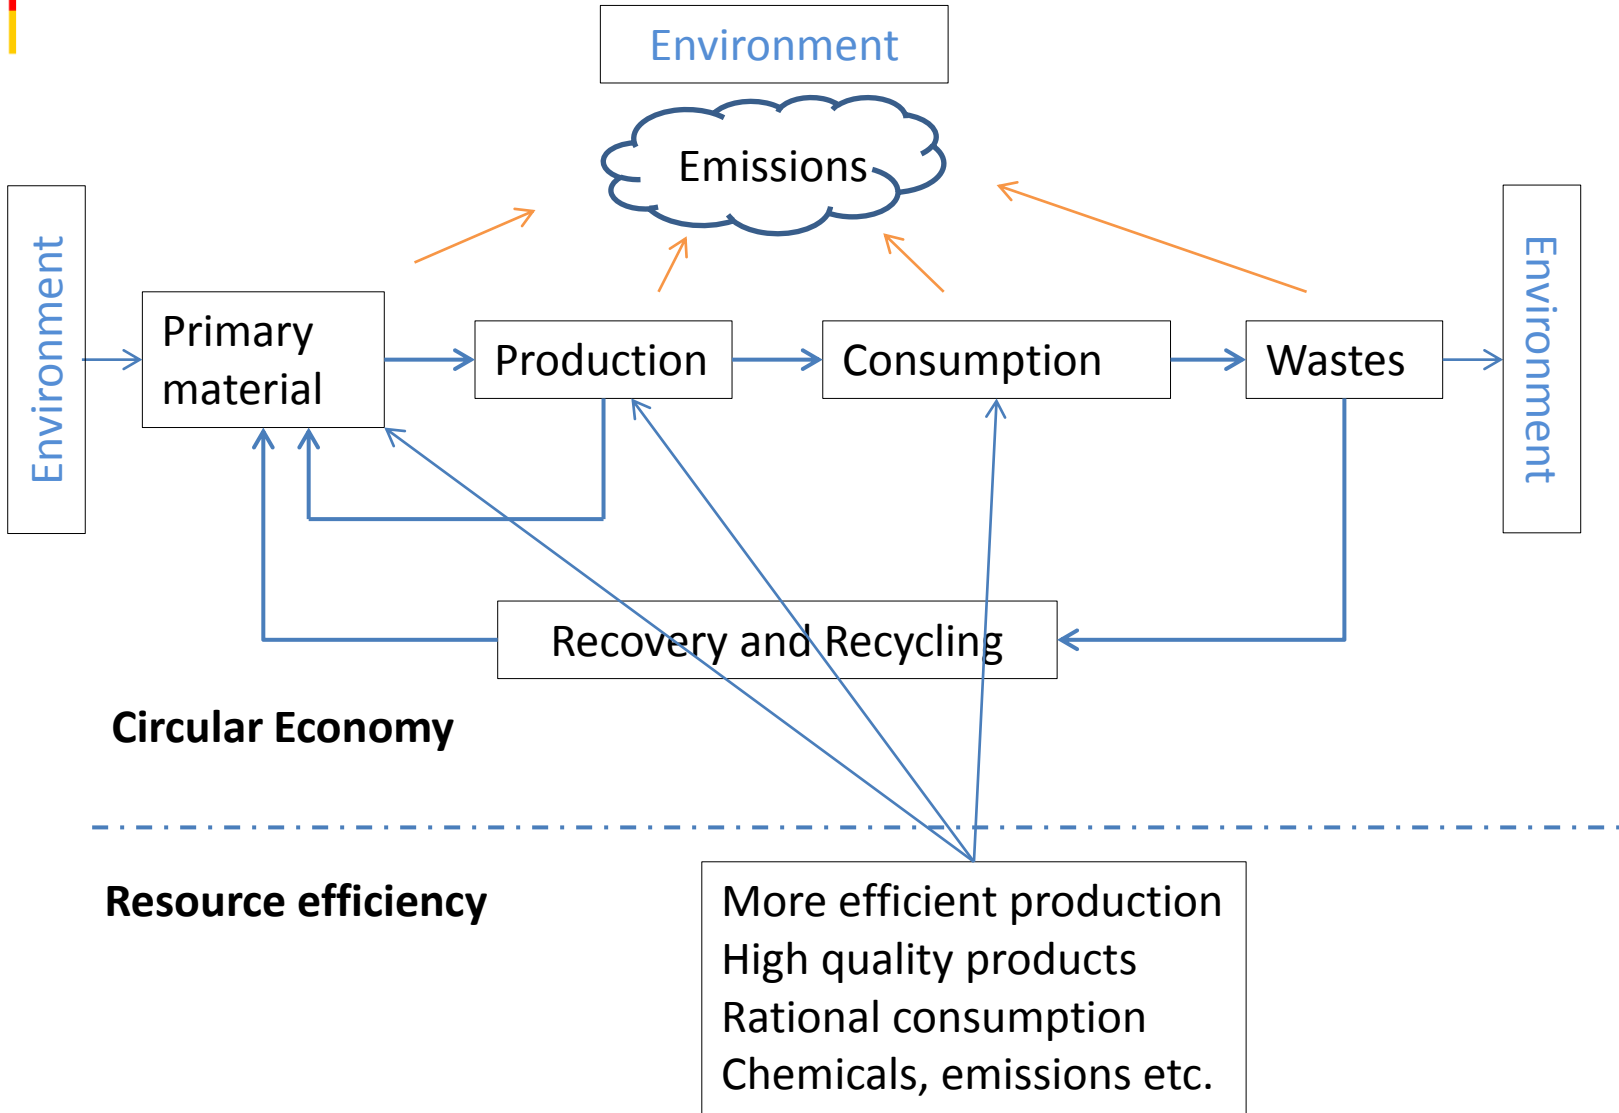 Environment
Emissions
Environment
Primary
material
Production
Consumption
Wastes
Environment
Recovery and Recycling
Circular Economy
Resource efficiency
More efficient production
High quality products
Rational consumption
Chemicals, emissions etc.